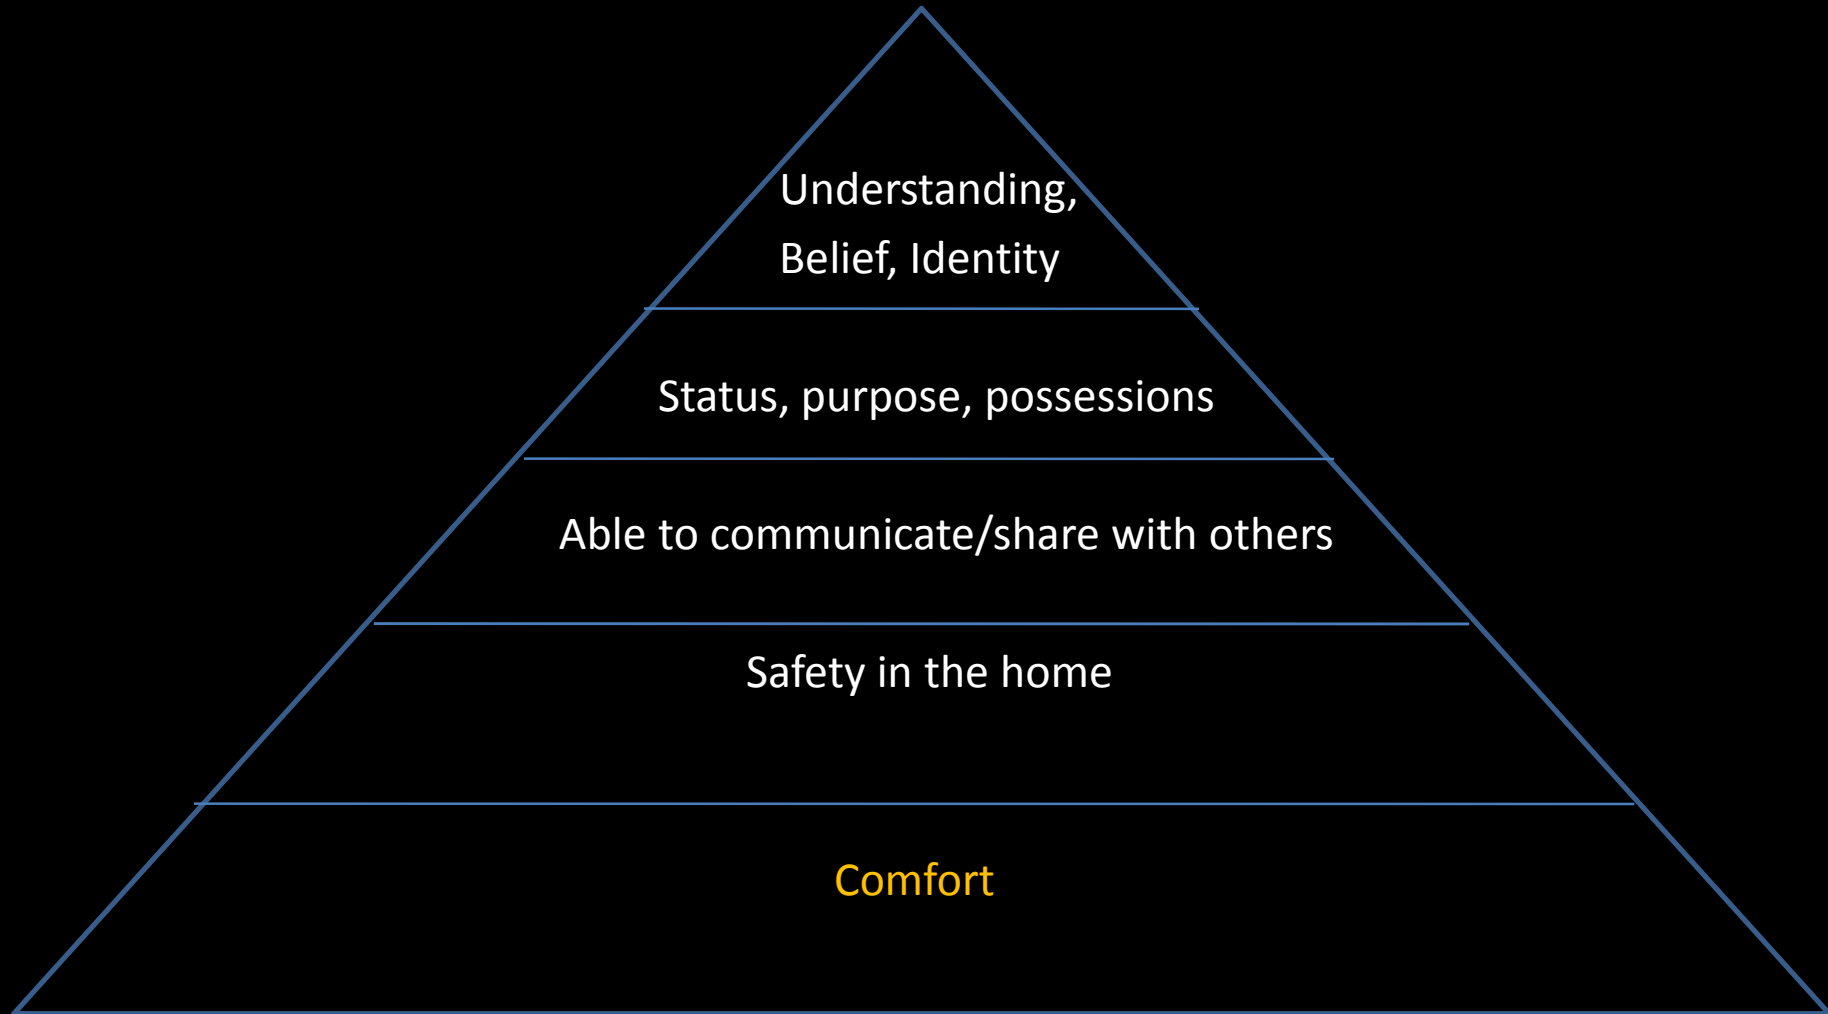 Understanding,
Belief, Identity
Status, purpose, possessions
Able to communicate/share with others
Safety in the home
Comfort